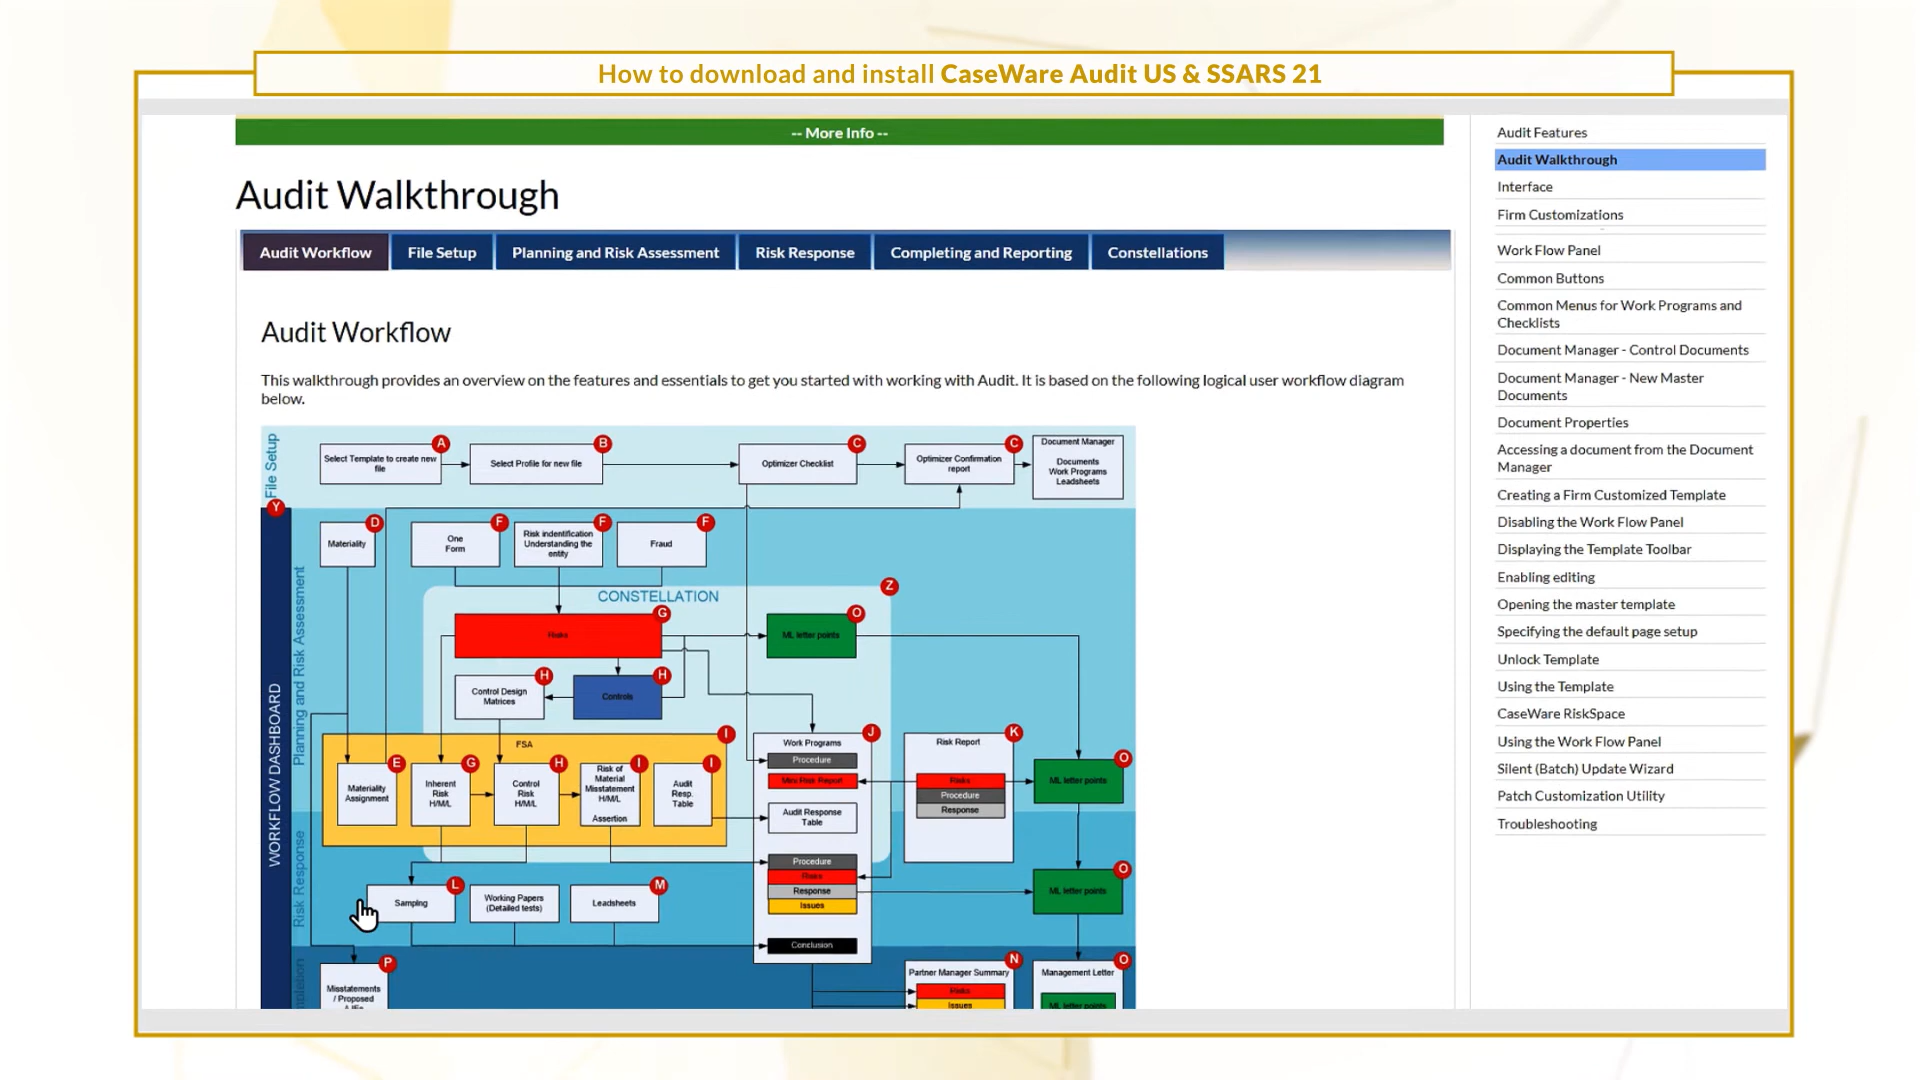 How to download and install CaseWare Audit US & SSARS 21
-- More Info --
Audit Walkthrough
Audit Workflow
File Setup
Planning and Risk Assessment
Risk Response
Completing and Reporting
Constellations
Audit Workflow
This walkthrough provides an overview on the features and essentials to get you started with working with Audit. It is based on the following logical user workflow diagram
below.
File Setup
A
Select Template to create new
file
B
Select Profile for new file
C
Optimizer Checklist
C
Optimizer Confirmation
report
Document Manager
Documents
Work Programs
Leadsheets
Y
WORKFLOW DASHBOARD
Planning and Risk Assessment
D
Materiality
F
One
Form
F
Risk indentification
Understanding the
entity
F
Fraud
Z
CONSTELLATION
G
Risks
O
ML letter points
H
Control Design
Matrices
H
Controls
I
FSA
E
Materiality
Assignment
G
Inherent
Risk
H/M/L
H
Control
Risk
H/M/L
I
Risk of
Material
Misstatement
H/M/L
Assertion
I
Audit
Resp.
Table
J
Work Programs
Procedure
Mini Risk Report
Audit Response
Table
Procedure
Risks
Response
Issues
Conclusion
K
Risk Report
Risks
Procedure
Response
O
ML letter points
O
ML letter points
Risk Response
L
Sampling
Working Papers
(Detailed tests)
M
Leadsheets
P
Misstatements
/ Proposed
N
Partner Manager Summary
Risks
Issues
O
Management Letter
ML letter points
Audit Features
Audit Walkthrough
Interface
Firm Customizations
Work Flow Panel
Common Buttons
Common Menus for Work Programs and
Checklists
Document Manager - Control Documents
Document Manager - New Master
Documents
Document Properties
Accessing a document from the Document
Manager
Creating a Firm Customized Template
Disabling the Work Flow Panel
Displaying the Template Toolbar
Enabling editing
Opening the master template
Specifying the default page setup
Unlock Template
Using the Template
CaseWare RiskSpace
Using the Work Flow Panel
Silent (Batch) Update Wizard
Patch Customization Utility
Troubleshooting